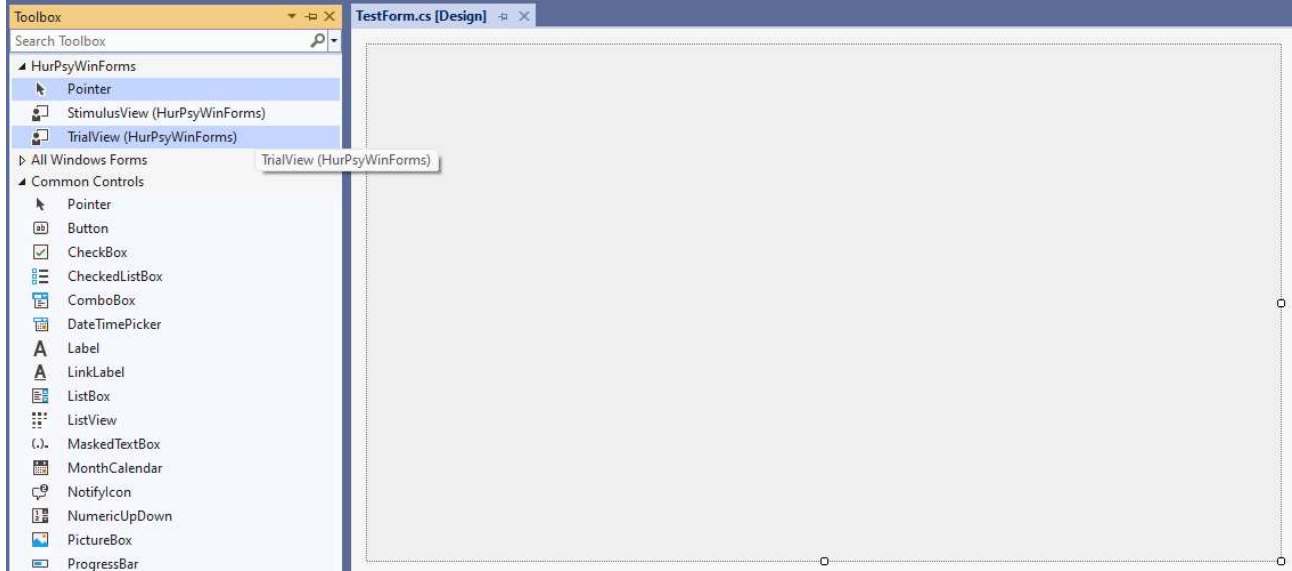 Toolbox
TestForm.cs [Design]
Search Toolbox
HurPsyWinForms
Pointer
StimulusView (HurPsyWinForms)
TrialView (HurPsyWinForms)
All Windows Forms
TrialView (HurPsyWinForms)
Common Controls
Pointer
Button
CheckBox
CheckedListBox
ComboBox
DateTimePicker
Label
LinkLabel
ListBox
ListView
MaskedTextBox
MonthCalendar
NotifyIcon
NumericUpDown
PictureBox
ProgressBar